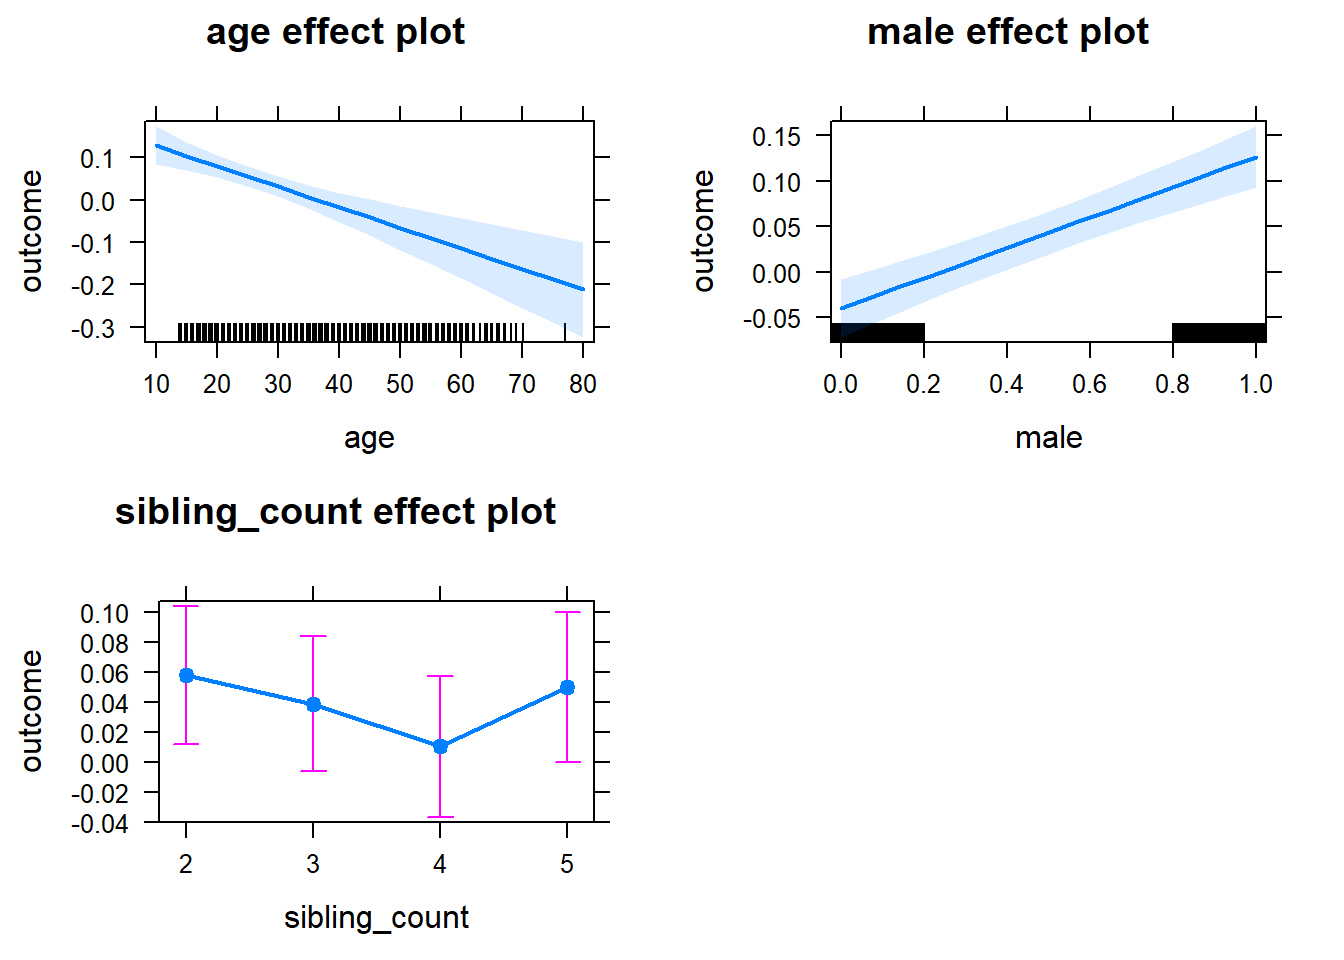 age effect plot
outcome
0.1
0.0
-0.1
-0.2
-0.3
10 20 30 40 50 60 70 80
age
male effect plot
outcome
0.15
0.10
0.05
0.00
-0.05
0.0 0.2 0.4 0.6 0.8 1.0
male
sibling_count effect plot
outcome
0.10
0.08
0.06
0.04
0.02
0.00
-0.02
-0.04
2 3 4 5
sibling_count